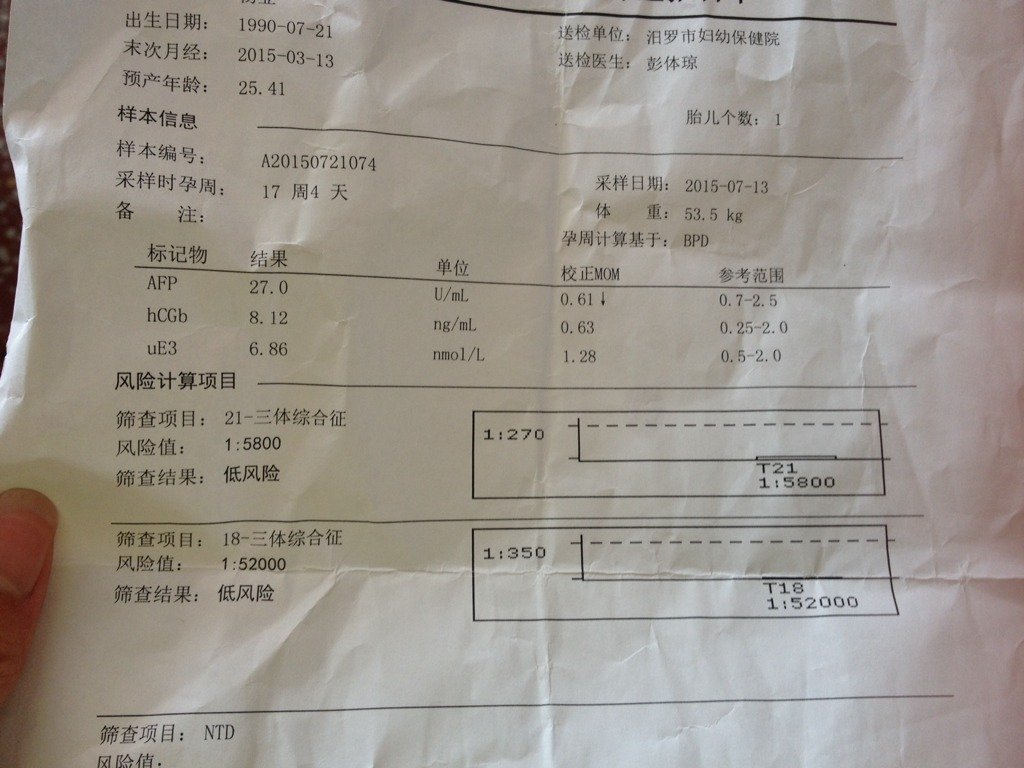 出生日期: 1990-07-21
送检单位: 汨罗市妇幼保健院
末次月经: 2015-03-13
送检医生: 彭体琼
预产年龄: 25.41
样本信息
胎儿个数: 1
样本编号: A20150721074
采样时孕周: 17 周4 天
采样日期: 2015-07-13
备 注:
体 重: 53.5 kg
孕周计算基于: BPD
标记物 结果 单位 校正MOM 参考范围
AFP 27.0 U/mL 0.61↓ 0.7-2.5
hCGb 8.12 ng/mL 0.63 0.25-2.0
uE3 6.86 nmol/L 1.28 0.5-2.0
风险计算项目
筛查项目: 21-三体综合征
风险值: 1:5800
筛查结果: 低风险
1:270
T21
1:5800
筛查项目: 18-三体综合征
风险值: 1:52000
筛查结果: 低风险
1:350
T18
1:52000
筛查项目: NTD
风险值: